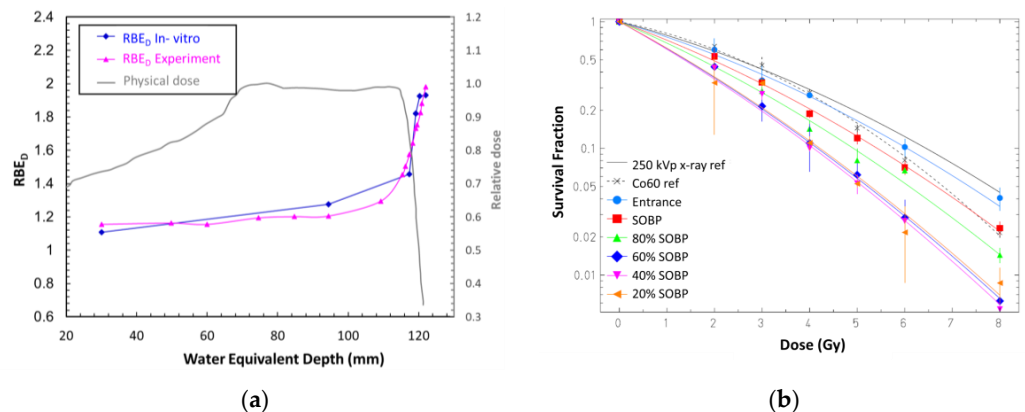 2.4
2.2
2
1.8
1.6
1.4
1.2
1
0.8
0.6
RBE_D
RBE_D In- vitro
RBE_D Experiment
Physical dose
1.2
1.1
1.0
0.9
0.8
0.7
0.6
0.5
0.4
0.3
Relative dose
20 40 60 80 100 120
Water Equivalent Depth (mm)
(a)
1
0.5
0.2
0.1
0.05
0.02
0.01
Survival Fraction
250 kVp x-ray ref
Co60 ref
Entrance
SOBP
80% SOBP
60% SOBP
40% SOBP
20% SOBP
0 2 3 4 5 6 8
Dose (Gy)
(b)